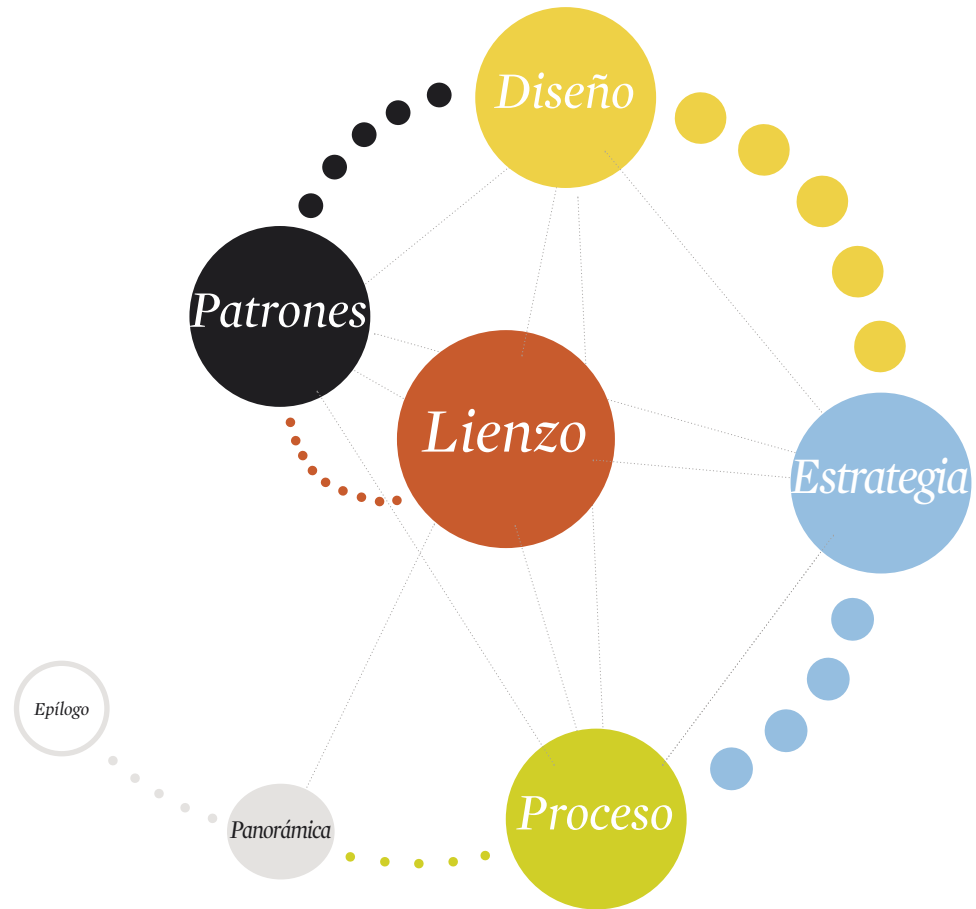 Diseño
Patrones
Lienzo
Estrategia
Epílogo
Panorámica
Proceso